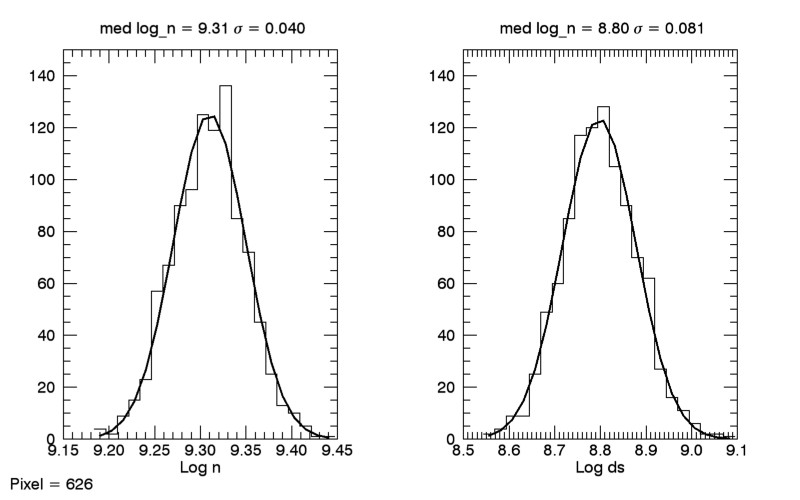 med log_n = 9.31 σ = 0.040
140
120
100
80
60
40
20
0
9.15 9.20 9.25 9.30 9.35 9.40 9.45
Log n
med log_n = 8.80 σ = 0.081
140
120
100
80
60
40
20
0
8.5 8.6 8.7 8.8 8.9 9.0 9.1
Log ds
Pixel = 626